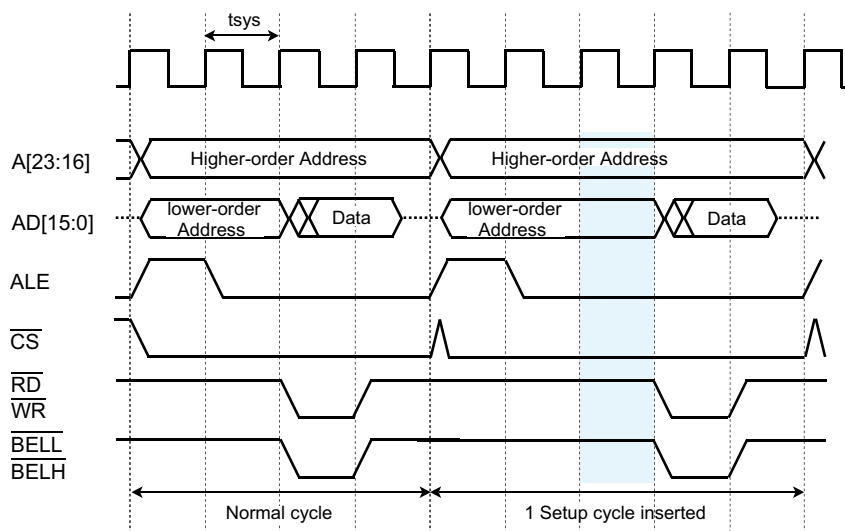 tsys
A[23:16]
Higher-order Address
Higher-order Address
AD[15:0]
lower-order
Address
Data
lower-order
Address
Data
ALE
CS
RD
WR
BELL
BELH
Normal cycle
1 Setup cycle inserted